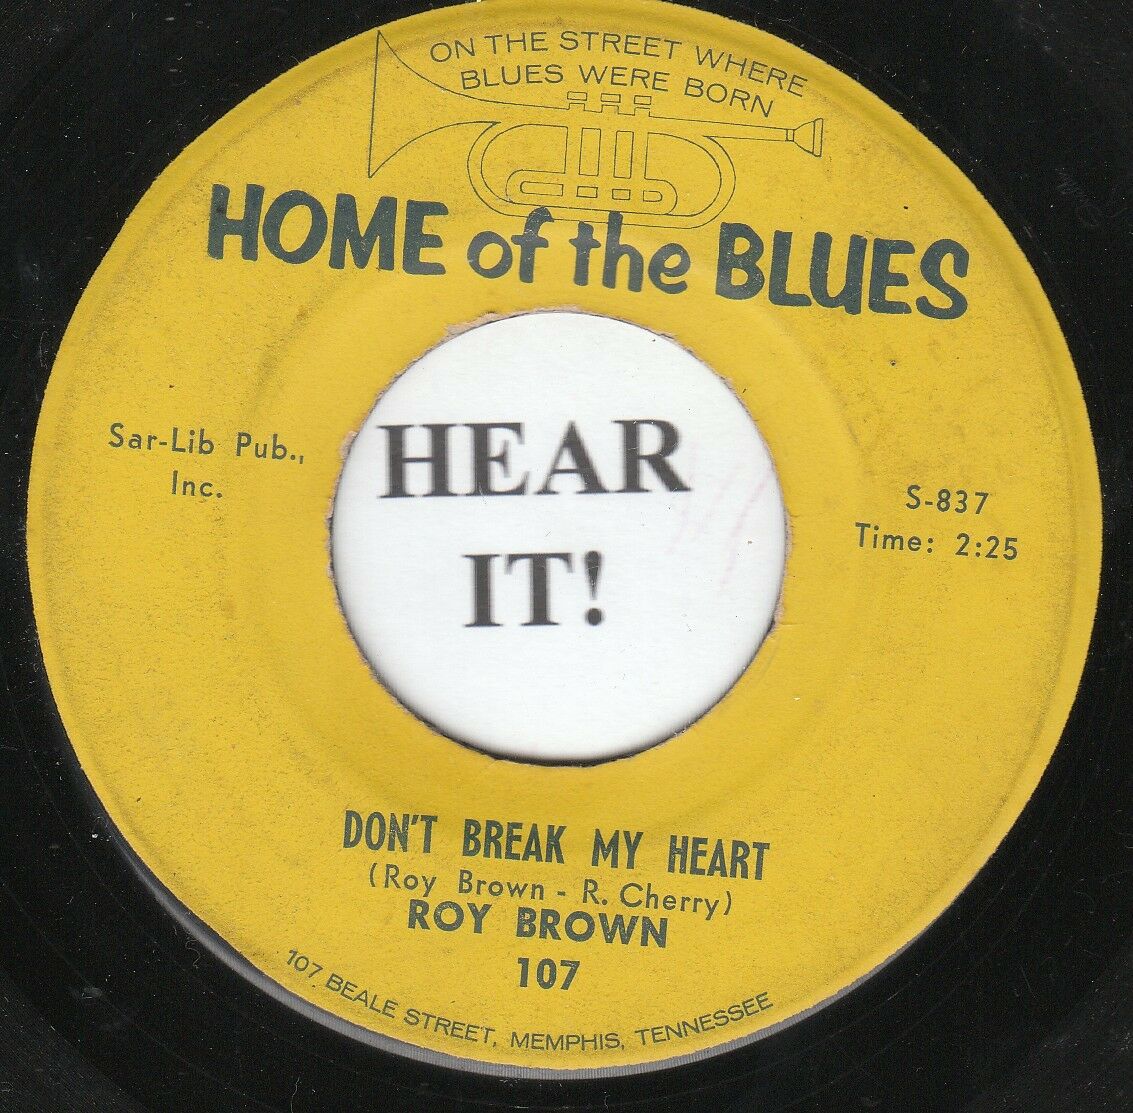 ON THE STREET WHERE
BLUES WERE BORN
HOME of the BLUES
Sar-Lib Pub.,
Inc.
HEAR
IT!
S-837
Time: 2:25
DON'T BREAK MY HEART
(Roy Brown - R. Cherry)
ROY BROWN
107
107 BEALE STREET, MEMPHIS, TENNESSEE